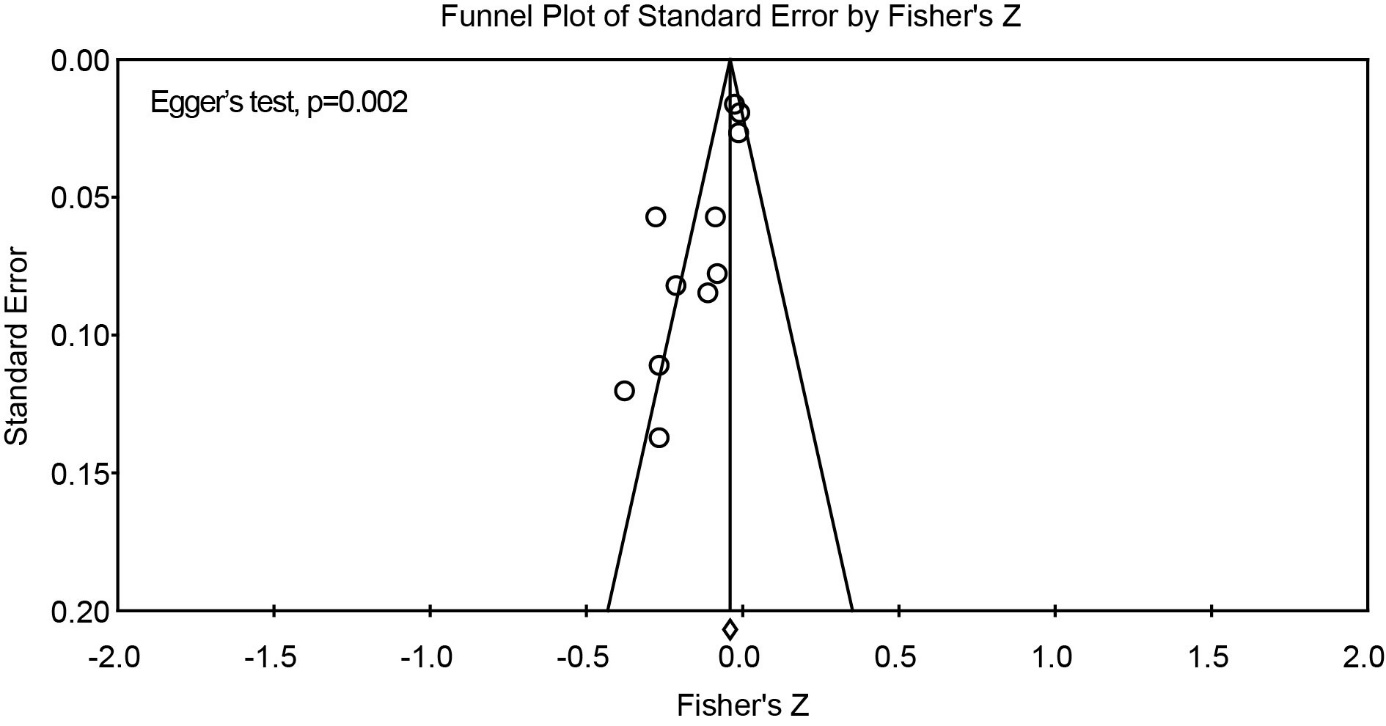 Funnel Plot of Standard Error by Fisher's Z
0.00
Egger’s test, p=0.002
0.05
0.10
0.15
0.20
Standard Error
-2.0 -1.5 -1.0 -0.5 0.0 0.5 1.0 1.5 2.0
Fisher's Z